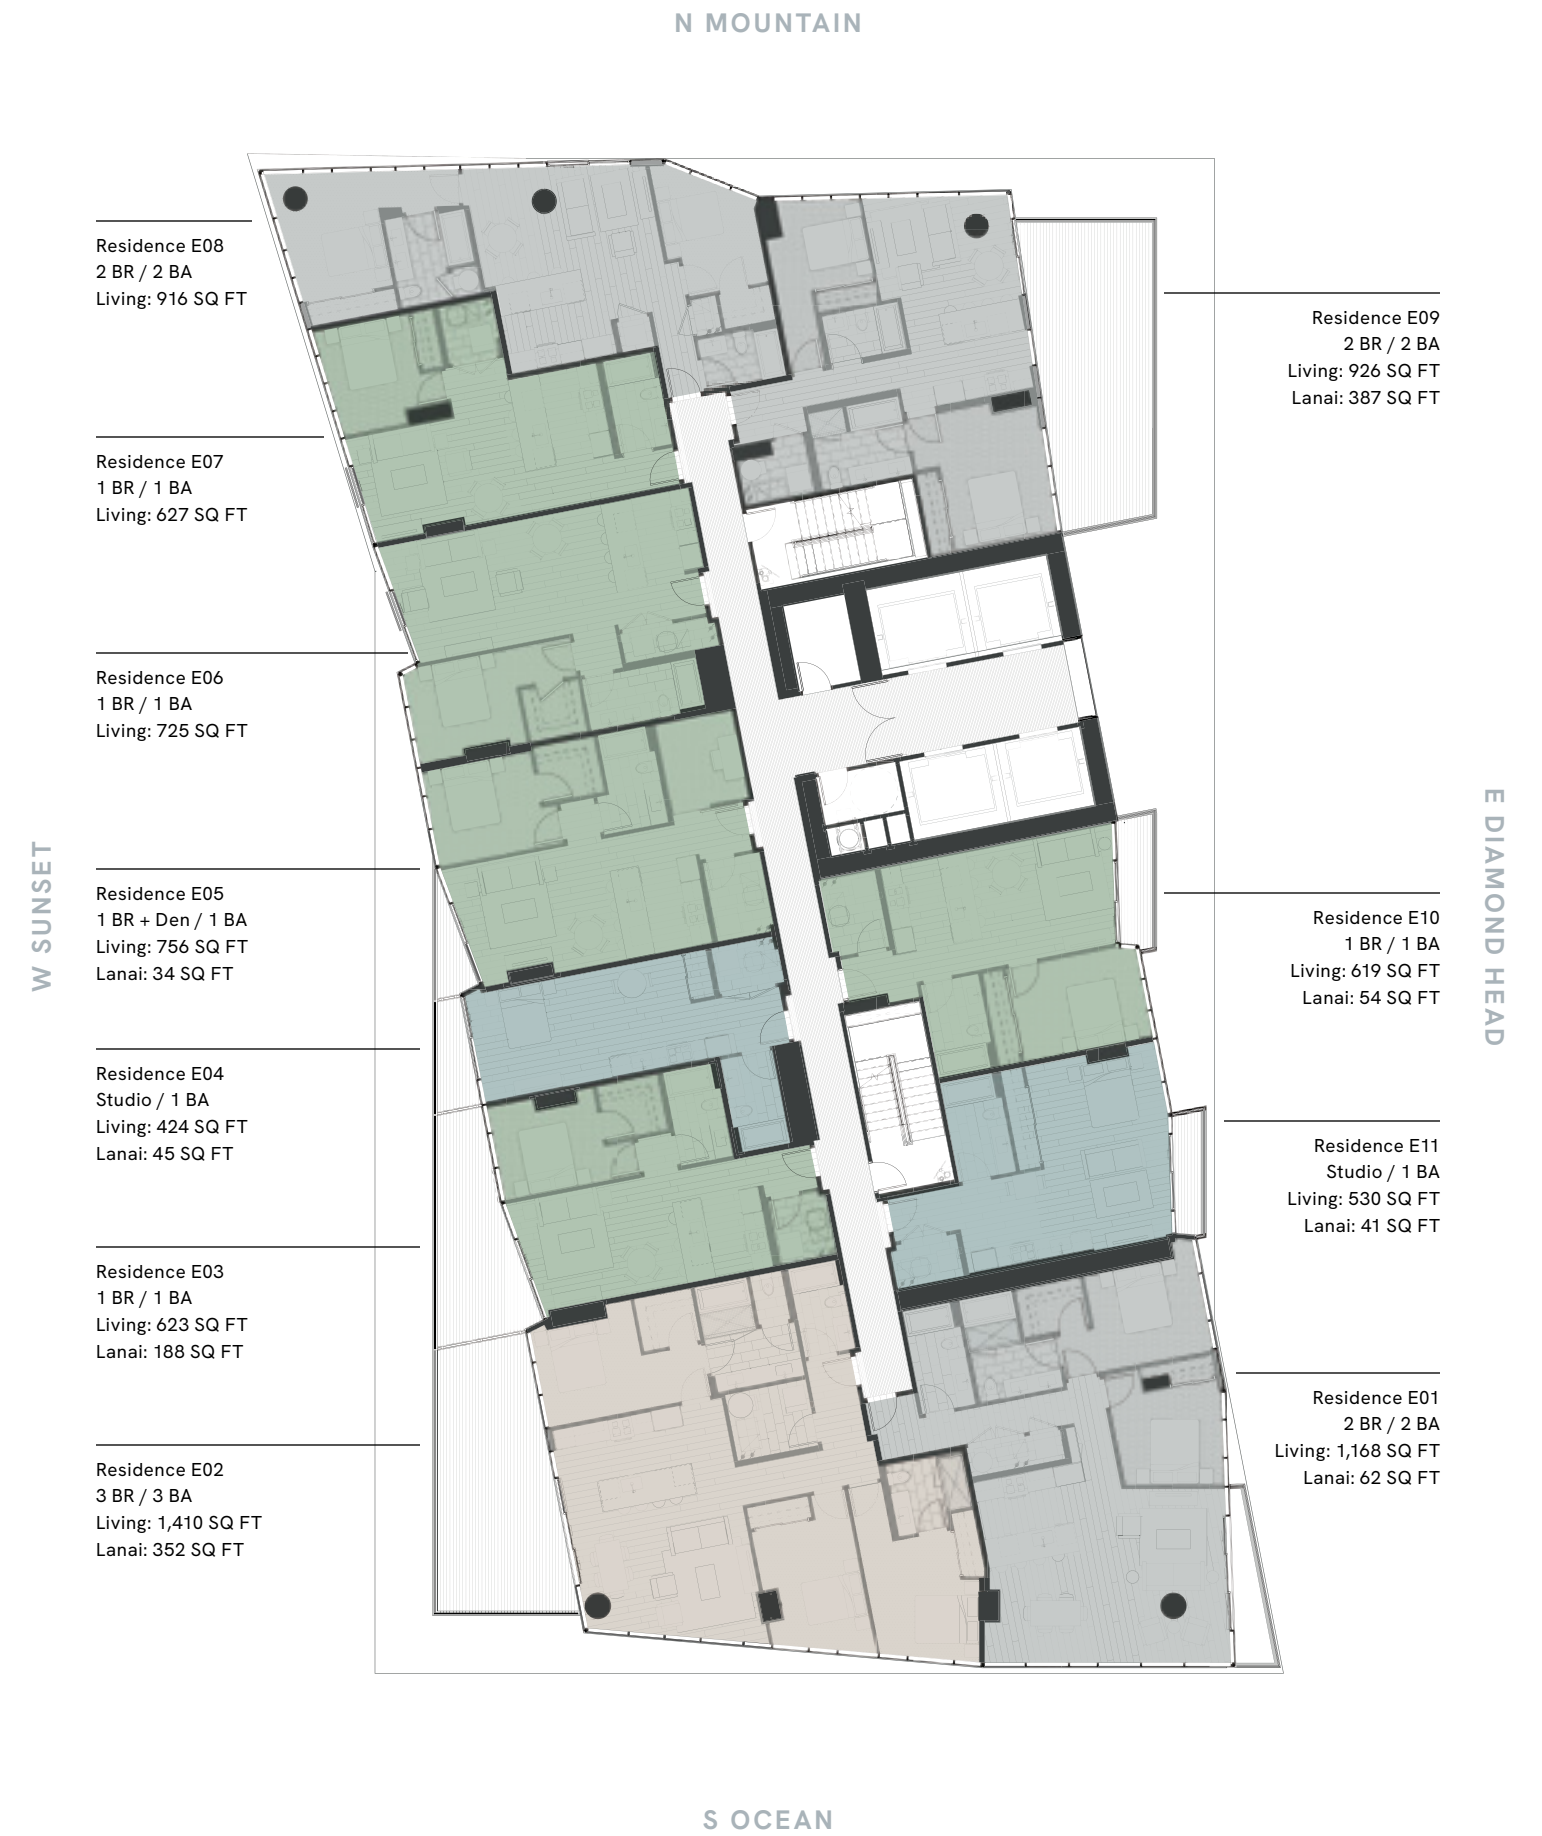 N MOUNTAIN
Residence E08
2 BR / 2 BA
Living: 916 SQ FT
Residence E07
1 BR / 1 BA
Living: 627 SQ FT
Residence E06
1 BR / 1 BA
Living: 725 SQ FT
Residence E05
1 BR + Den / 1 BA
Living: 756 SQ FT
Lanai: 34 SQ FT
Residence E04
Studio / 1 BA
Living: 424 SQ FT
Lanai: 45 SQ FT
Residence E03
1 BR / 1 BA
Living: 623 SQ FT
Lanai: 188 SQ FT
Residence E02
3 BR / 3 BA
Living: 1,410 SQ FT
Lanai: 352 SQ FT
W SUNSET
Residence E09
2 BR / 2 BA
Living: 926 SQ FT
Lanai: 387 SQ FT
Residence E10
1 BR / 1 BA
Living: 619 SQ FT
Lanai: 54 SQ FT
Residence E11
Studio / 1 BA
Living: 530 SQ FT
Lanai: 41 SQ FT
Residence E01
2 BR / 2 BA
Living: 1,168 SQ FT
Lanai: 62 SQ FT
E DIAMOND HEAD
S OCEAN